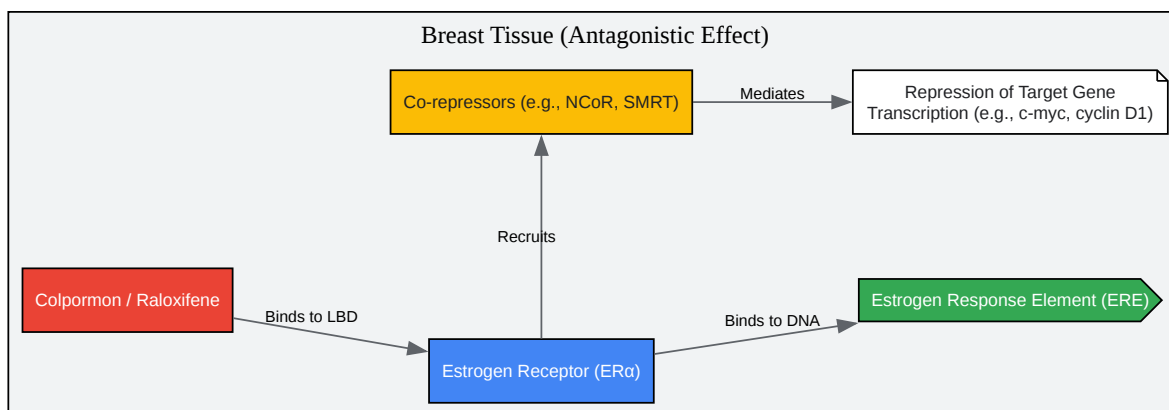 Breast Tissue (Antagonistic Effect)
Co-repressors (e.g., NCoR, SMRT)
Mediates
Repression of Target Gene
Transcription (e.g., c-myc, cyclin D1)
Recruits
Colpormon / Raloxifene
Binds to LBD
Estrogen Receptor (ERα)
Binds to DNA
Estrogen Response Element (ERE)